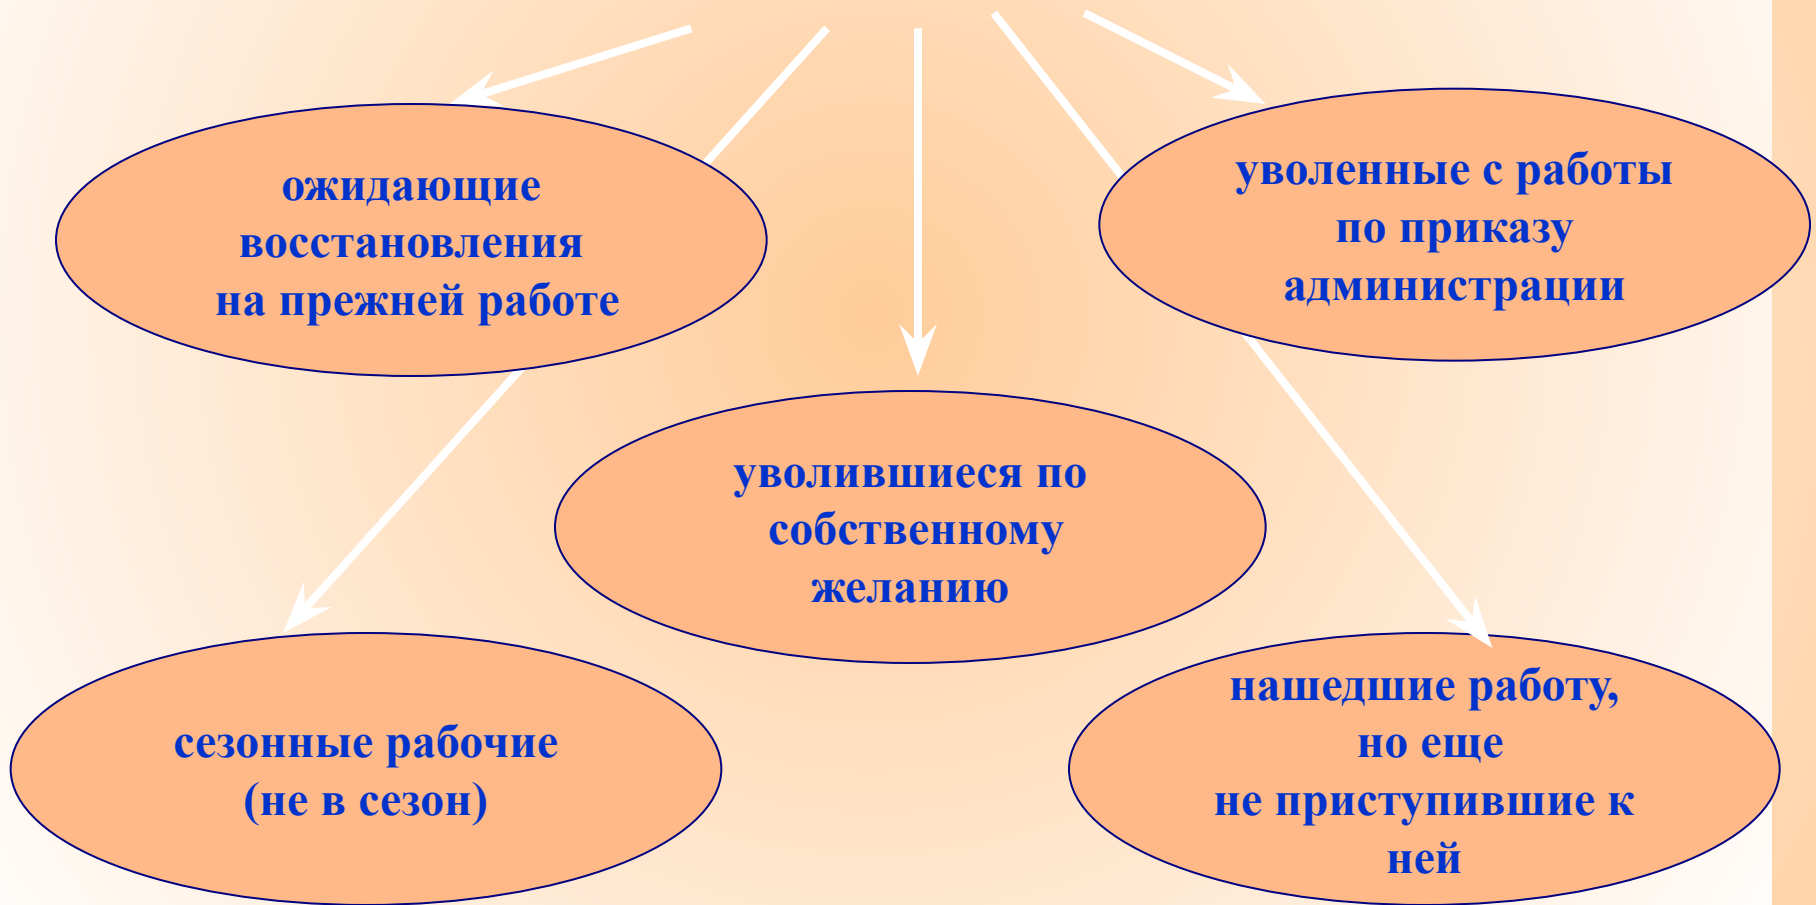 ожидающие
восстановления
на прежней работе
уволенные с работы
по приказу
администрации
уволившиеся по
собственному
желанию
сезонные рабочие
(не в сезон)
нашедшие работу,
но еще
не приступившие к
ней